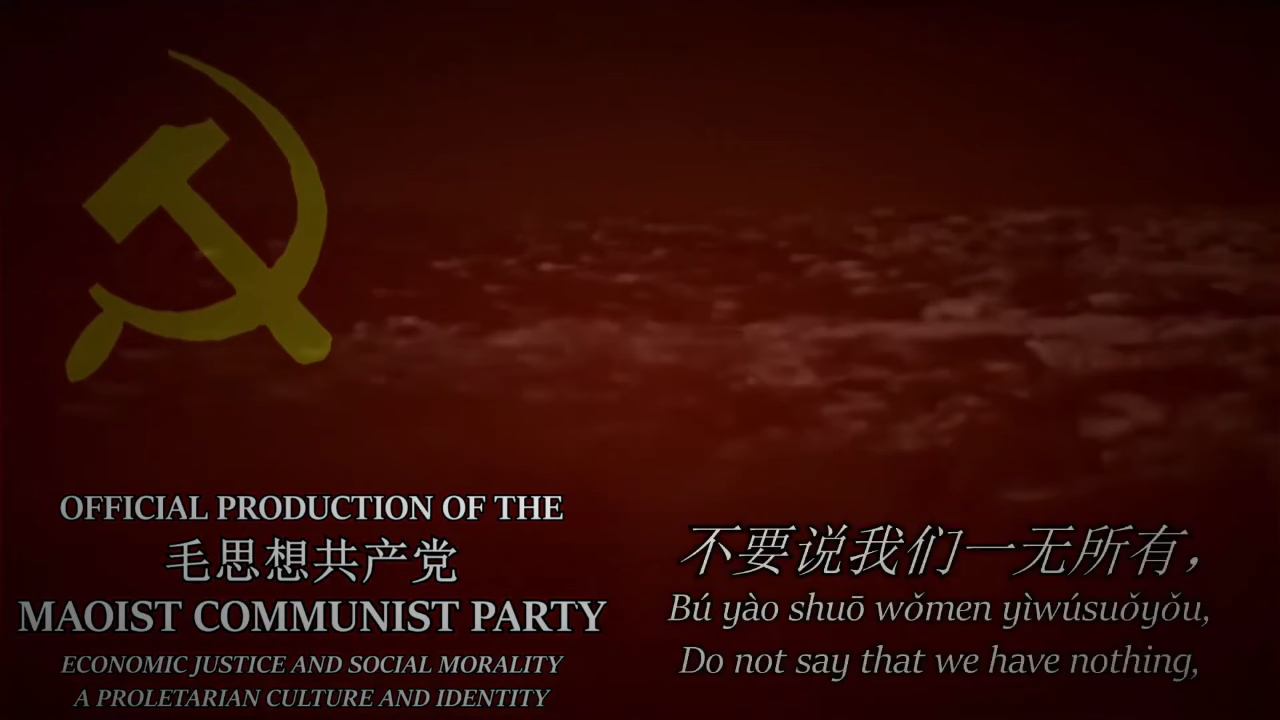 OFFICIAL PRODUCTION OF THE
毛思想共产党
MAOIST COMMUNIST PARTY
ECONOMIC JUSTICE AND SOCIAL MORALITY
A PROLETARIAN CULTURE AND IDENTITY
不要说我们一无所有，
Bú yào shuō wǒmen yìwúsuǒyǒu,
Do not say that we have nothing,